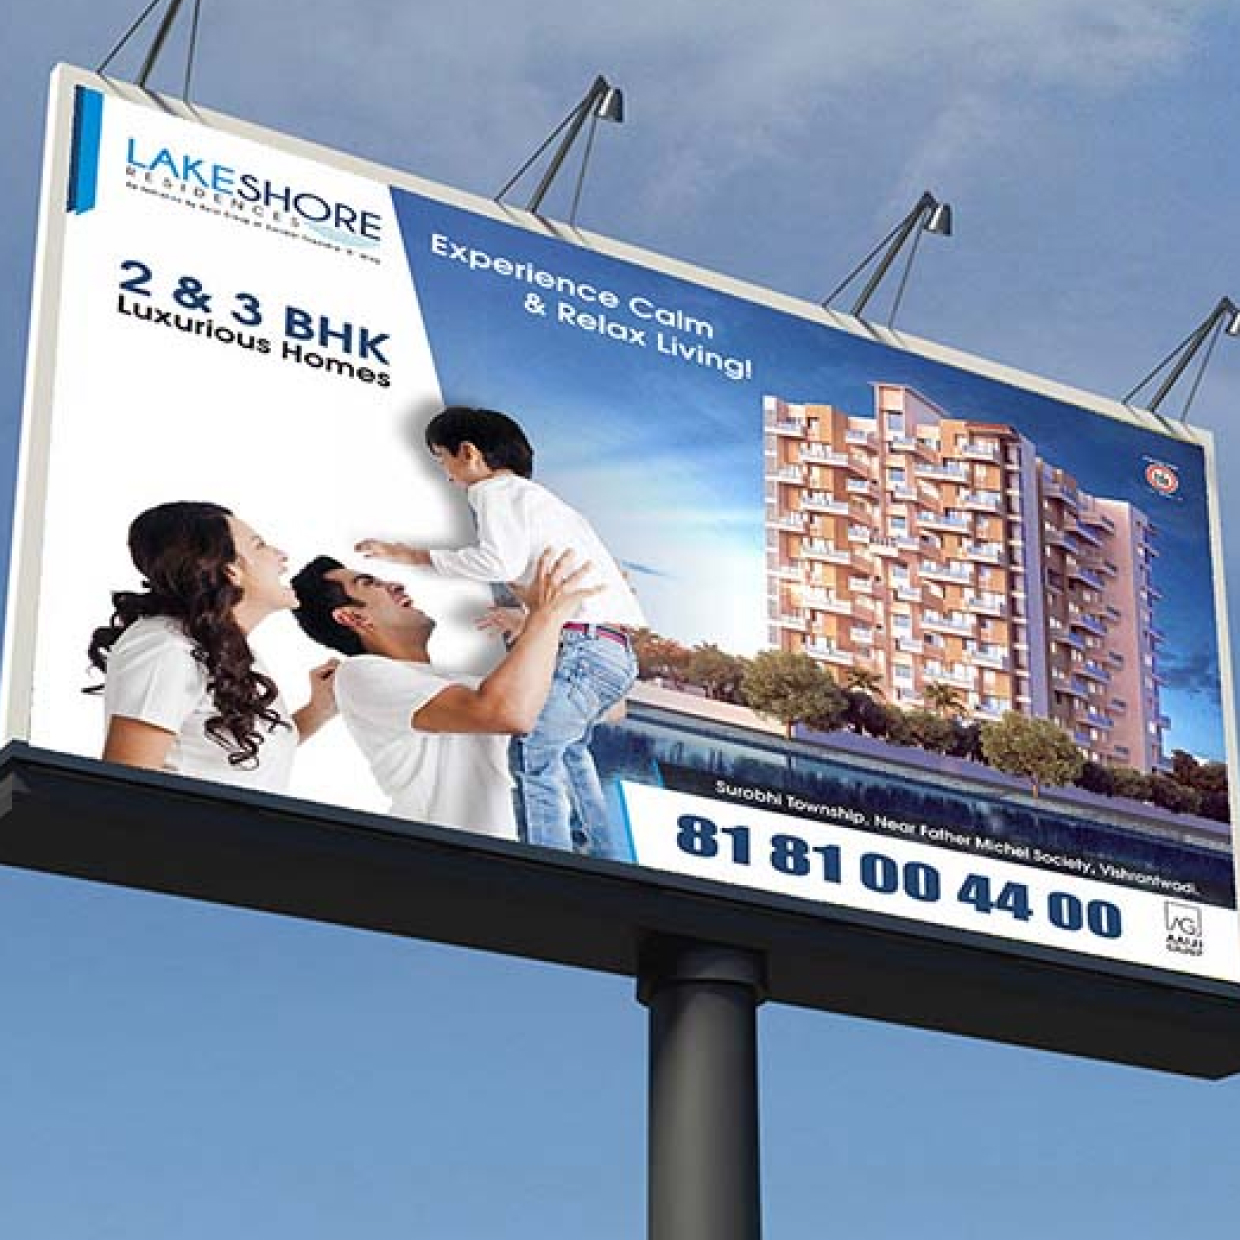 LAKESHORE
RESIDENCES
2 & 3 BHK
Luxurious Homes
Experience Calm
& Relax Living!
Surobhi Township, Near Father Michel Society, Vishrantwadi.
81 81 00 44 00
AG